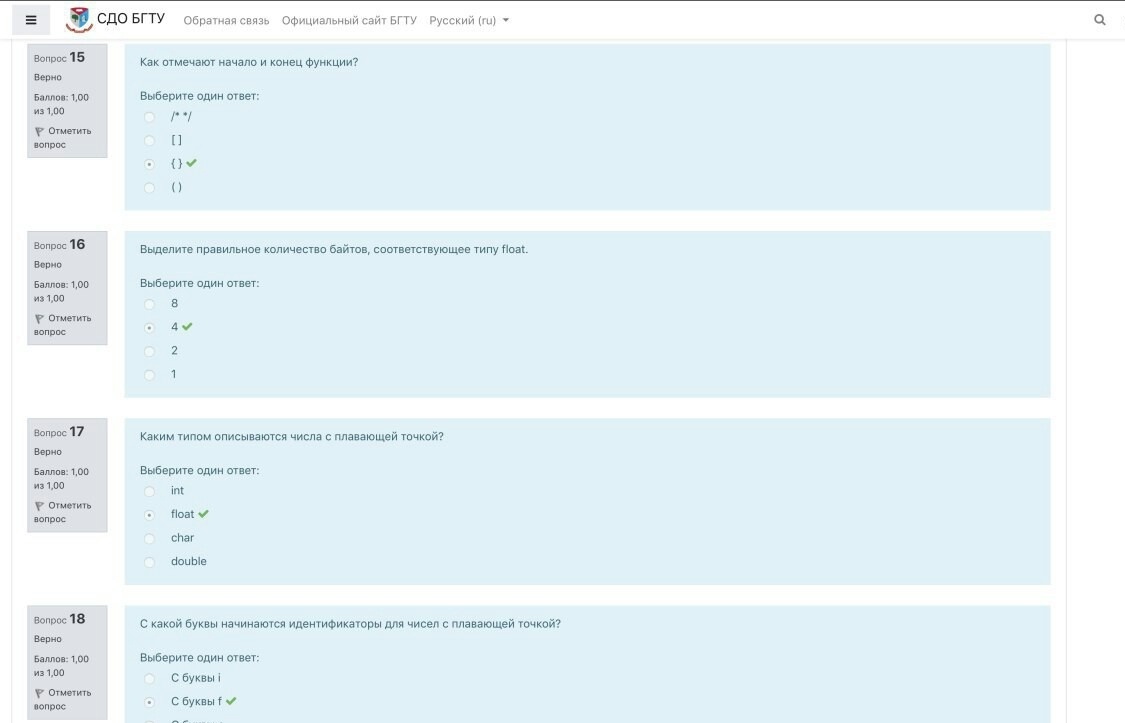 СДО БГТУ Обратная связь Официальный сайт БГТУ Русский (ru)
Вопрос 15
Верно
Баллов: 1,00
из 1,00
Отметить
вопрос
Как отмечают начало и конец функции?
Выберите один ответ:
/* */
[ ]
{ }
( )
Вопрос 16
Верно
Баллов: 1,00
из 1,00
Отметить
вопрос
Выделите правильное количество байтов, соответствующее типу float.
Выберите один ответ:
8
4
2
1
Вопрос 17
Верно
Баллов: 1,00
из 1,00
Отметить
вопрос
Каким типом описываются числа с плавающей точкой?
Выберите один ответ:
int
float
char
double
Вопрос 18
Верно
Баллов: 1,00
из 1,00
Отметить
вопрос
С какой буквы начинаются идентификаторы для чисел с плавающей точкой?
Выберите один ответ:
С буквы i
С буквы f